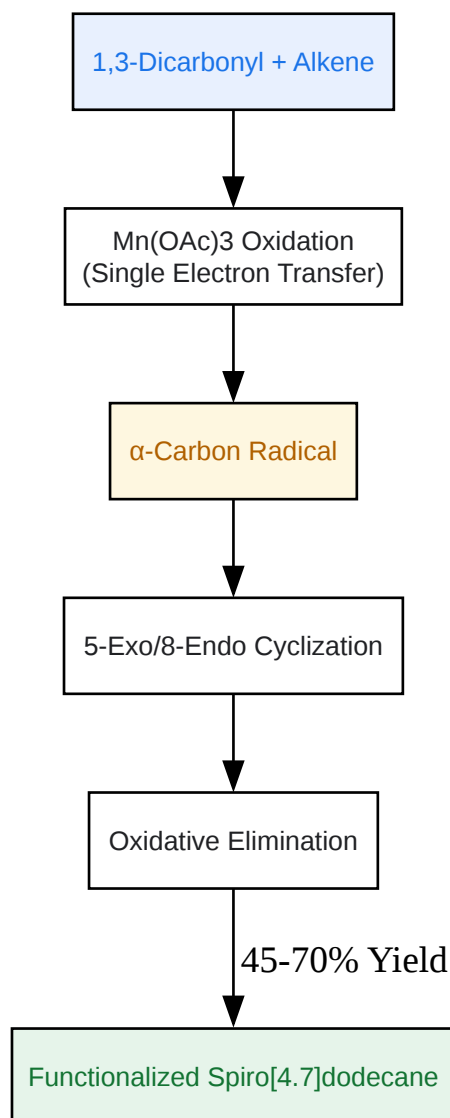 1,3-Dicarbonyl + Alkene
Mn(OAc)3 Oxidation
(Single Electron Transfer)
α-Carbon Radical
5-Exo/8-Endo Cyclization
Oxidative Elimination
45-70% Yield
Functionalized Spiro[4.7]dodecane